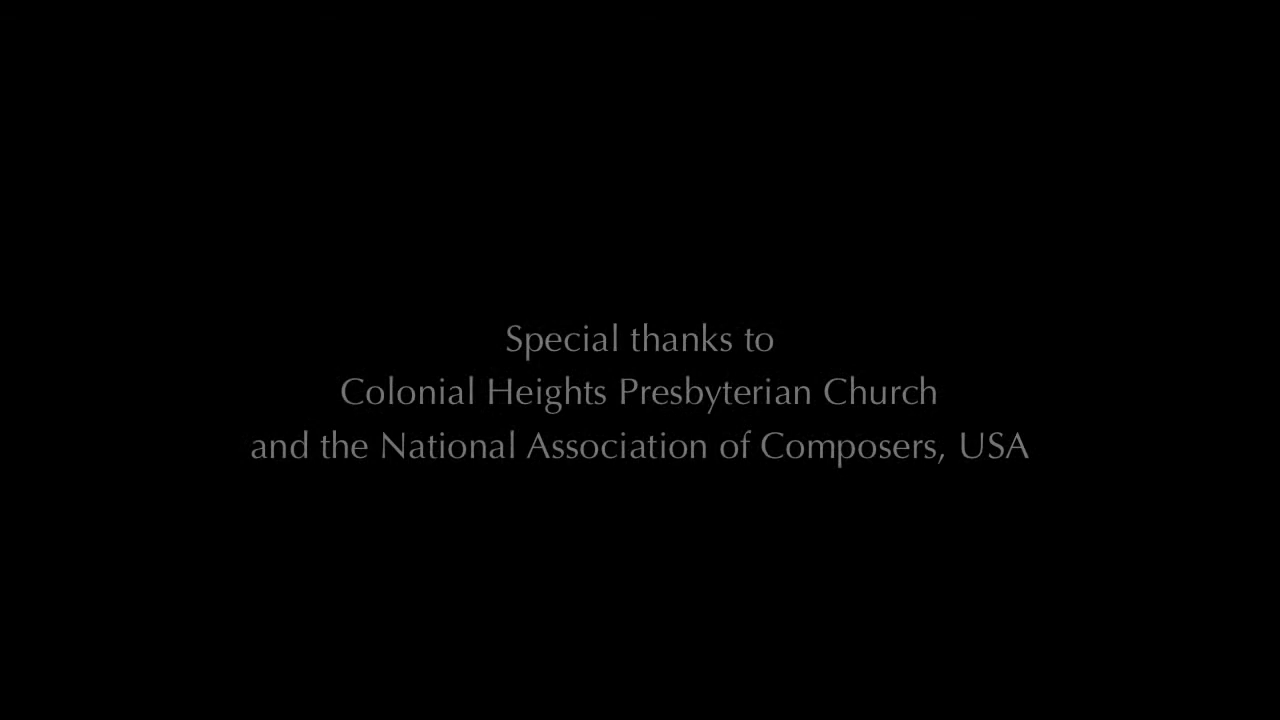 Special thanks to
Colonial Heights Presbyterian Church
and the National Association of Composers, USA